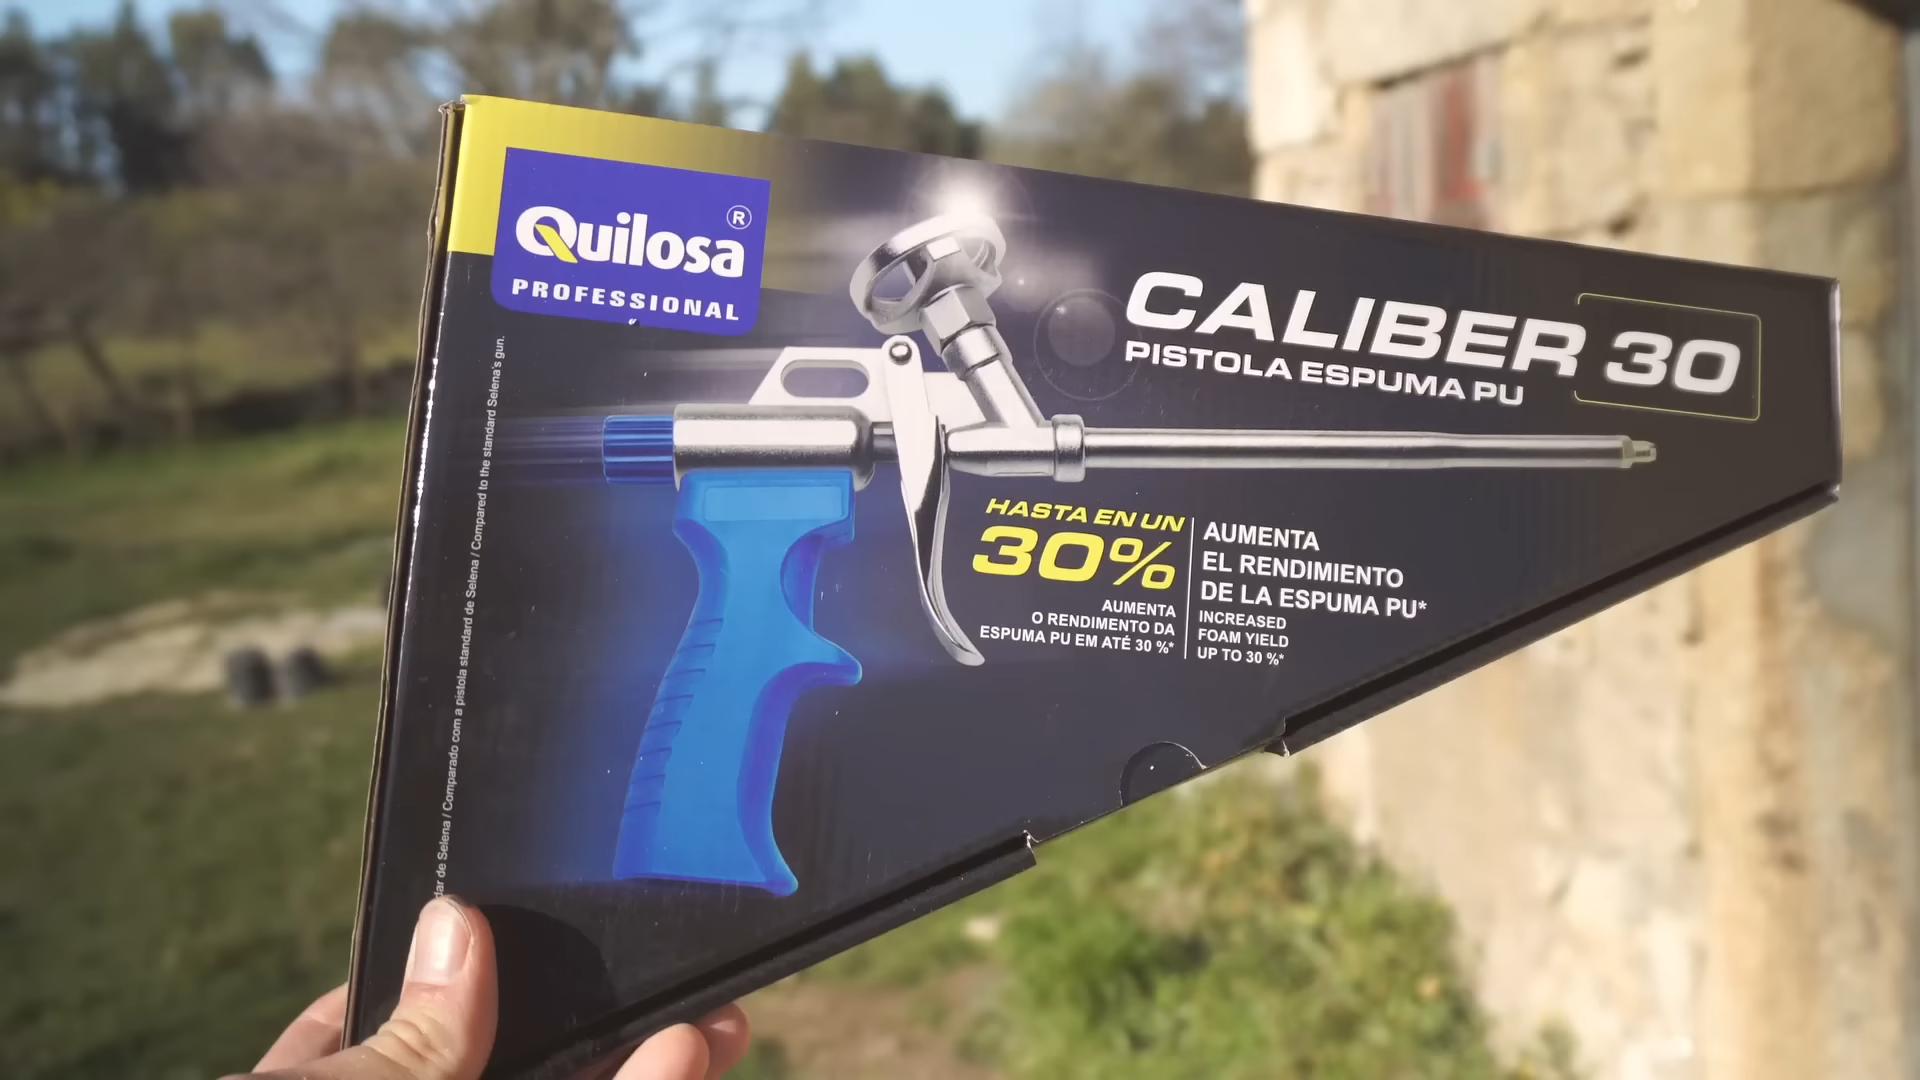 Quilosa ®
PROFESSIONAL
CALIBER 30
PISTOLA ESPUMA PU
HASTA EN UN
30%
AUMENTA
EL RENDIMIENTO
DE LA ESPUMA PU*
AUMENTA
O RENDIMENTO DA
ESPUMA PU EM ATÉ 30 %*
INCREASED
FOAM YIELD
UP TO 30 %*
de Selena / Comparado com a pistola standard de Selena / Compared to the standard Selena's gun.